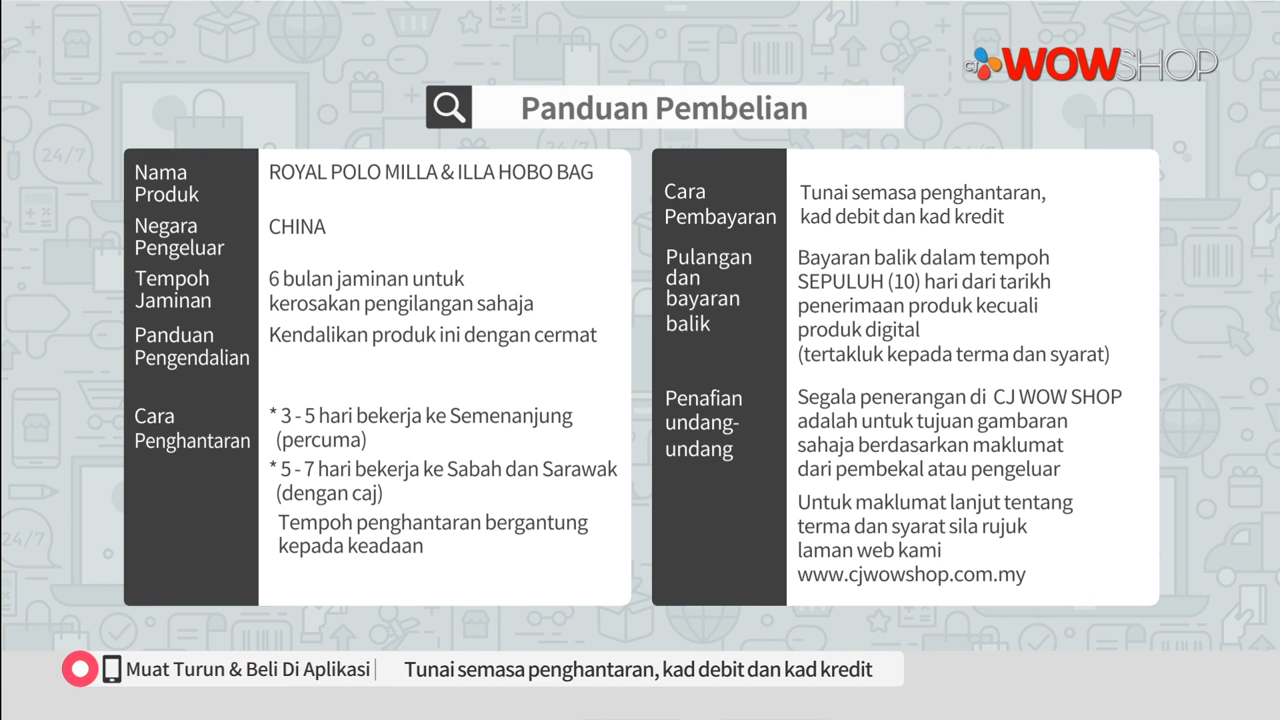 CJ WOWSHOP
Panduan Pembelian
Nama
Produk
ROYAL POLO MILLA & ILLA HOBO BAG
Negara
Pengeluar
CHINA
Tempoh
Jaminan
6 bulan jaminan untuk
kerosakan pengilangan sahaja
Panduan
Pengendalian
Kendalikan produk ini dengan cermat
Cara
Penghantaran
* 3 - 5 hari bekerja ke Semenanjung
(percuma)
* 5 - 7 hari bekerja ke Sabah dan Sarawak
(dengan caj)
Tempoh penghantaran bergantung
kepada keadaan
Cara
Pembayaran
Tunai semasa penghantaran,
kad debit dan kad kredit
Pulangan
dan
bayaran
balik
Bayaran balik dalam tempoh
SEPULUH (10) hari dari tarikh
penerimaan produk kecuali
produk digital
(tertakluk kepada terma dan syarat)
Penafian
undang-
undang
Segala penerangan di CJ WOW SHOP
adalah untuk tujuan gambaran
sahaja berdasarkan maklumat
dari pembekal atau pengeluar
Untuk maklumat lanjut tentang
terma dan syarat sila rujuk
laman web kami
www.cjwowshop.com.my
Muat Turun & Beli Di Aplikasi | Tunai semasa penghantaran, kad debit dan kad kredit
24/7
24/7